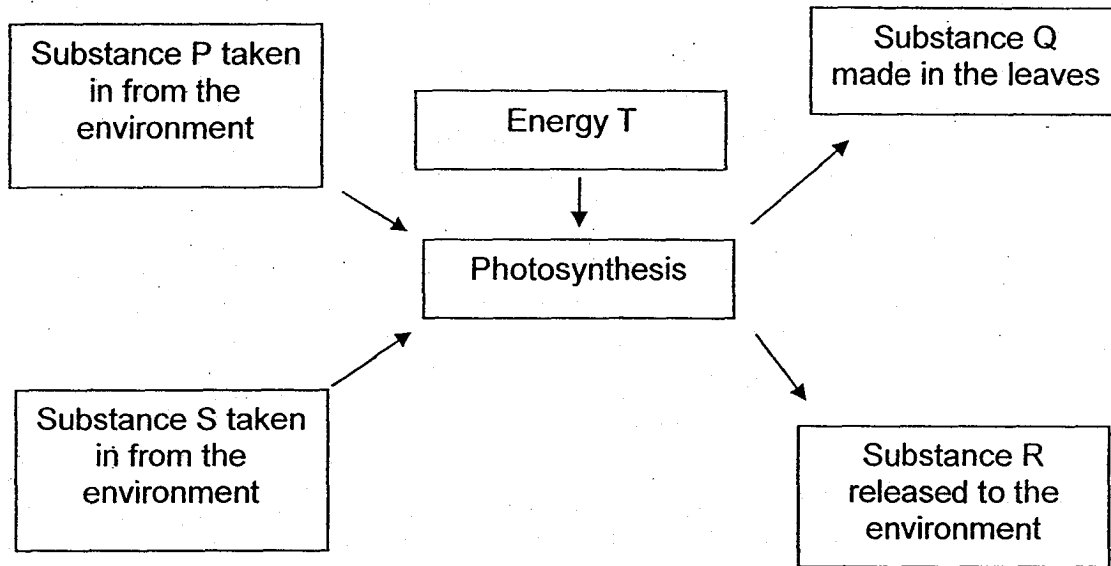 Substance P taken
in from the
environment
Energy T
Substance Q
made in the leaves
Photosynthesis
Substance S taken
in from the
environment
Substance R
released to the
environment